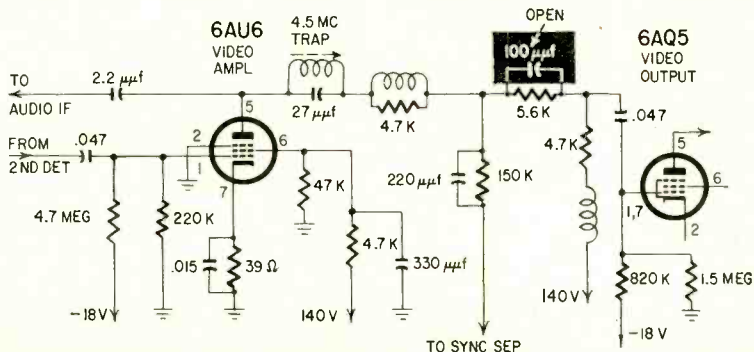 6AU6
VIDEO
AMPL
4.5 MC
TRAP
OPEN
100 μμf
6AQ5
VIDEO
OUTPUT
TO
AUDIO IF
2.2 μμf
5
27 μμf
4.7 K
5.6 K
.047
FROM
2ND DET
.047
2
1
6
7
4.7 K
5
6
1,7
2
4.7 MEG
220 K
47 K
220 μμf
150 K
.015
39 Ω
4.7 K
330 μμf
820 K
1.5 MEG
-18 V
140 V
140 V
-18 V
TO SYNC SEP